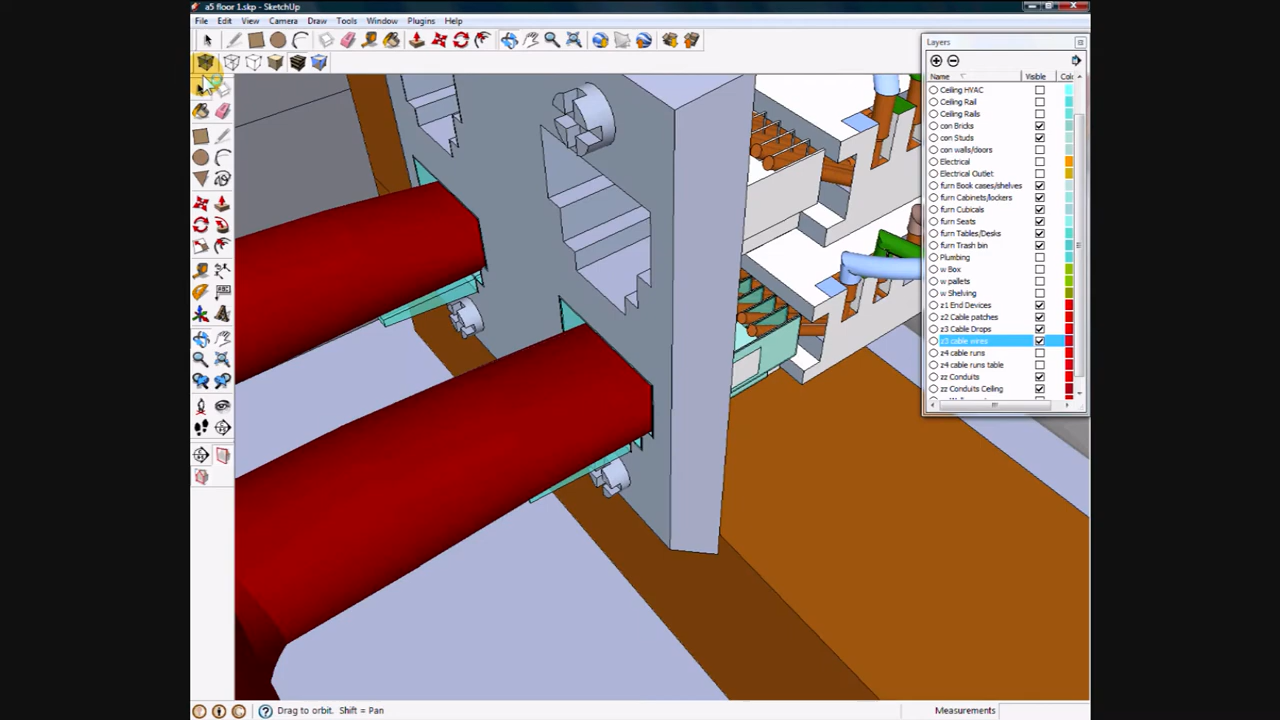 a5 floor 1.skp - SketchUp
File Edit View Camera Draw Tools Window Plugins Help
Layers
Name Visible Colo
Ceiling HVAC
Ceiling Rail
Ceiling Rails
con Bricks
con Studs
con walls/doors
Electrical
Electrical Outlet
furn Book cases/shelves
furn Cabinets/lockers
furn Cubicals
furn Seats
furn Tables/Desks
furn Trash bin
Plumbing
w Box
w pallets
w Shelving
z1 End Devices
z2 Cable patches
z3 Cable Drops
z3 cable wires
z4 cable runs
z4 cable runs table
zz Conduits
zz Conduits Ceiling
Drag to orbit. Shift = Pan
Measurements